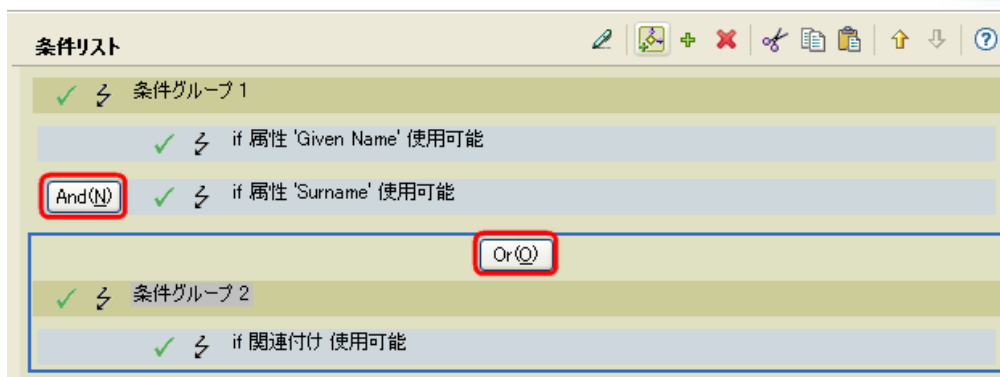 条件リスト
条件グループ 1
if 属性 'Given Name' 使用可能
And(N) if 属性 'Surname' 使用可能
Or(O)
条件グループ 2
if 関連付け 使用可能